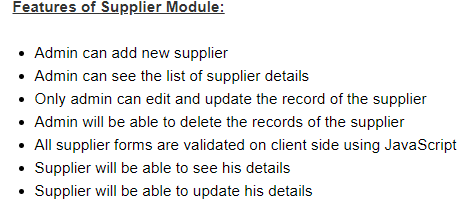 Features of Supplier Module:
• Admin can add new supplier
• Admin can see the list of supplier details
• Only admin can edit and update the record of the supplier
• Admin will be able to delete the records of the supplier
• All supplier forms are validated on client side using JavaScript
• Supplier will be able to see his details
• Supplier will be able to update his details